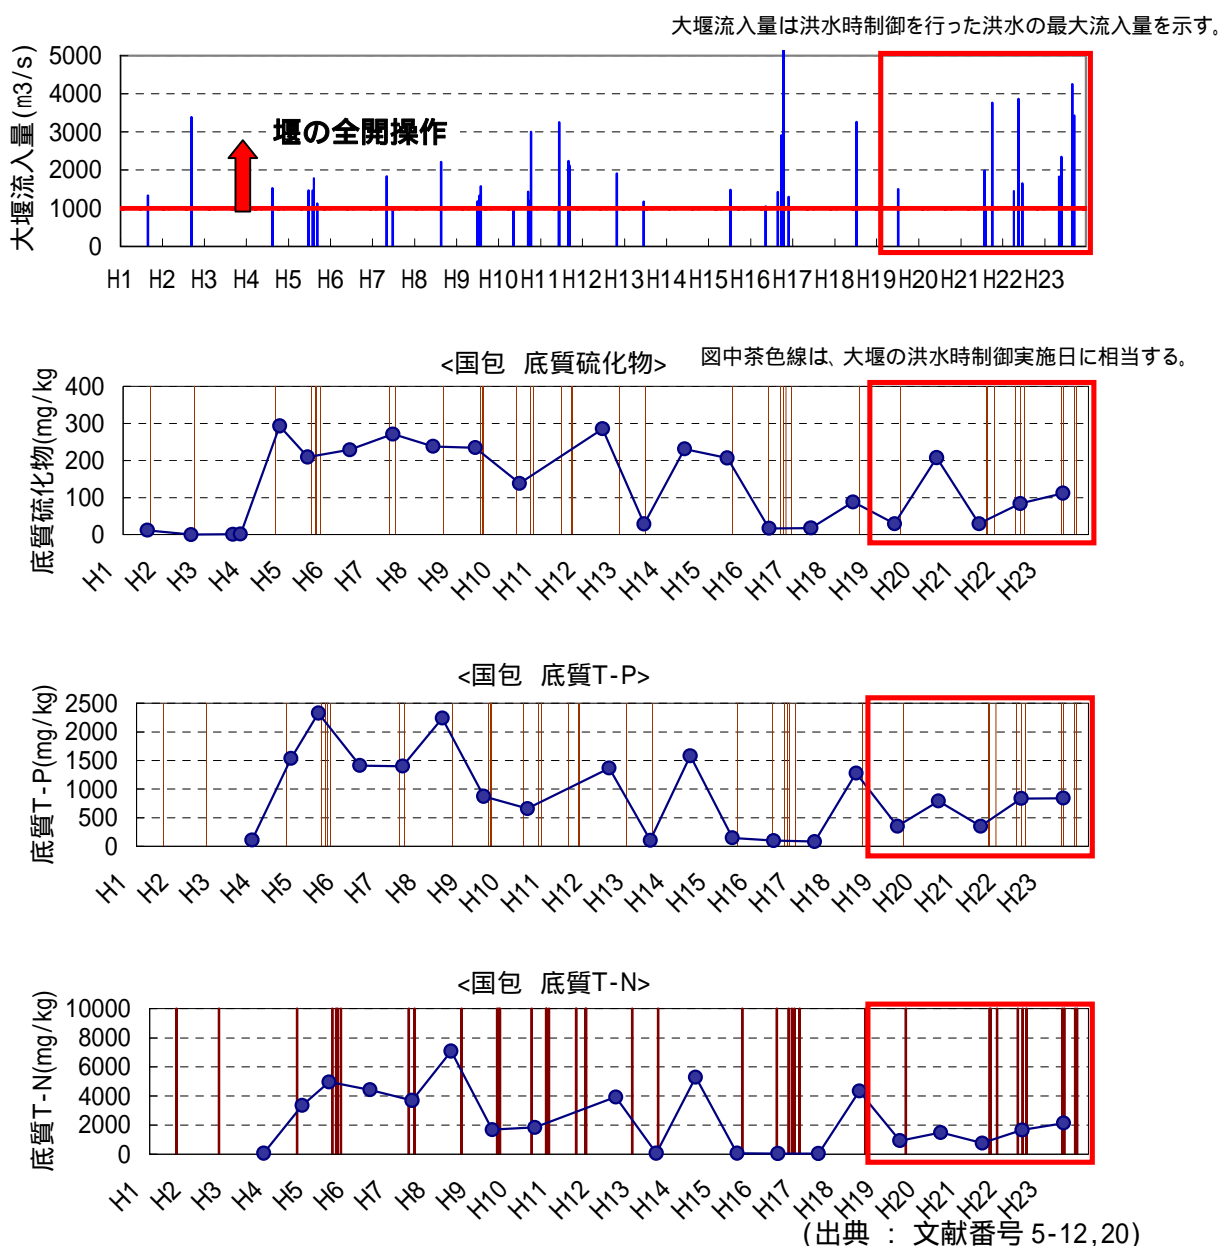 大堰流入量は洪水時制御を行った洪水の最大流入量を示す。
大堰流入量(m3/s)
5000
4000
3000
2000
1000
0
堰の全開操作
H1 H2 H3 H4 H5 H6 H7 H8 H9 H10 H11 H12 H13 H14 H15 H16 H17 H18 H19 H20 H21 H22 H23
<国包 底質硫化物>
図中茶色線は、大堰の洪水時制御実施日に相当する。
底質硫化物(mg/kg
400
300
200
100
0
H1 H2 H3 H4 H5 H6 H7 H8 H9 H10 H11 H12 H13 H14 H15 H16 H17 H18 H19 H20 H21 H22 H23
<国包 底質T-P>
底質T-P(mg/kg)
2500
2000
1500
1000
500
0
H1 H2 H3 H4 H5 H6 H7 H8 H9 H10 H11 H12 H13 H14 H15 H16 H17 H18 H19 H20 H21 H22 H23
<国包 底質T-N>
底質T-N(mg/kg)
10000
8000
6000
4000
2000
0
H1 H2 H3 H4 H5 H6 H7 H8 H9 H10 H11 H12 H13 H14 H15 H16 H17 H18 H19 H20 H21 H22 H23
(出典 : 文献番号 5-12,20)